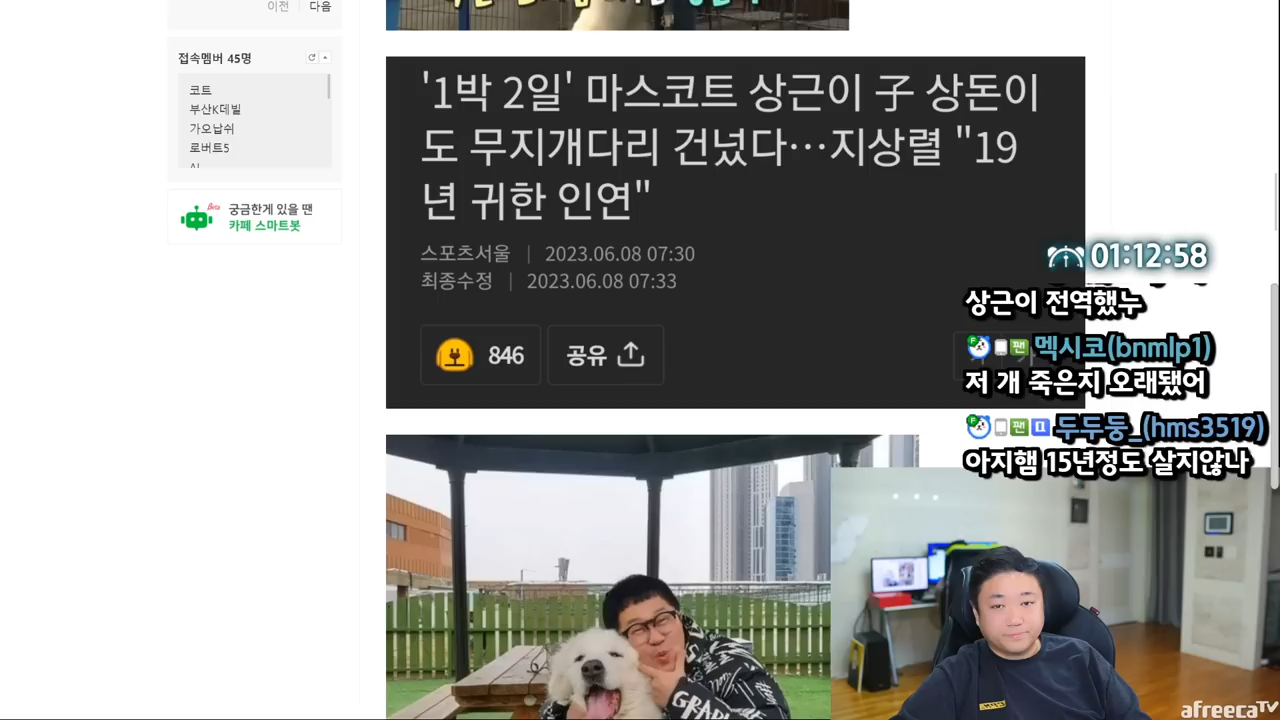 이전
다음
접속멤버 45명
코트
부산K데빌
가오납쉬
로버트5
Beta
궁금한게 있을 땐
카페 스마트봇
'1박 2일' 마스코트 상근이 子 상돈이
도 무지개다리 건넜다…지상렬 "19
년 귀한 인연"
스포츠서울 | 2023.06.08 07:30
최종수정 | 2023.06.08 07:33
846
공유
01:12:58
상근이 전역했누
팬 멕시코(bnmlp1)
저 개 죽은지 오래됐어
팬 두두둥_(hms3519)
아지햄 15년정도 살지않나
afreecaTV